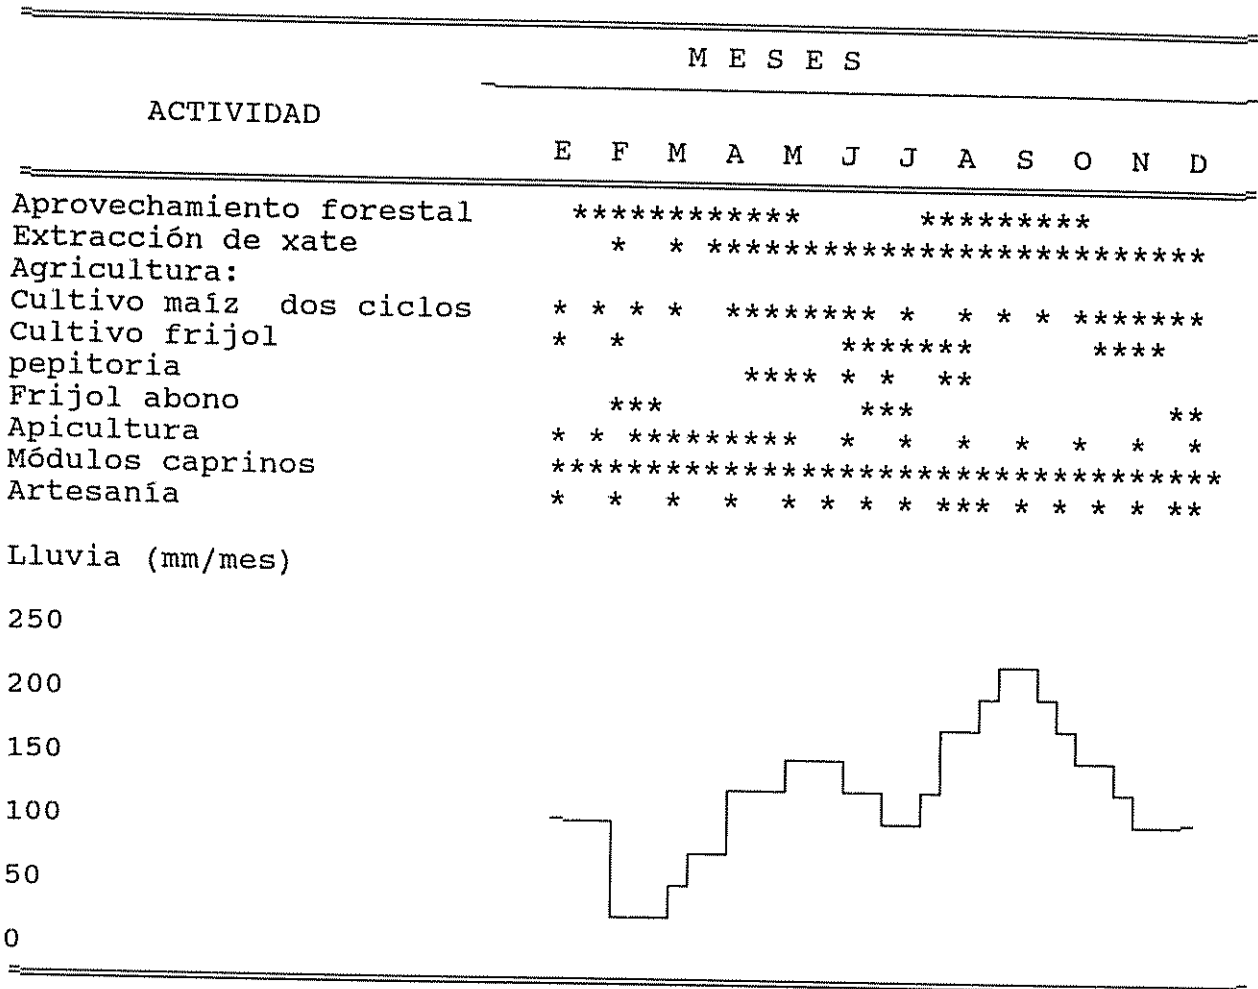 M E S E S
ACTIVIDAD
E F M A M J J A S O N D
Aprovechamiento forestal ************ *********
Extracción de xate * * **************************
Agricultura:
Cultivo maíz dos ciclos * * * * ******** * * * * *******
Cultivo frijol * * ******* ****
pepitoria **** * * **
Frijol abono *** *** **
Apicultura * * ********* * * * * * * *
Módulos caprinos ***********************************
Artesanía * * * * * * * * *** * * * * **
Lluvia (mm/mes)
250
200
150
100
50
0